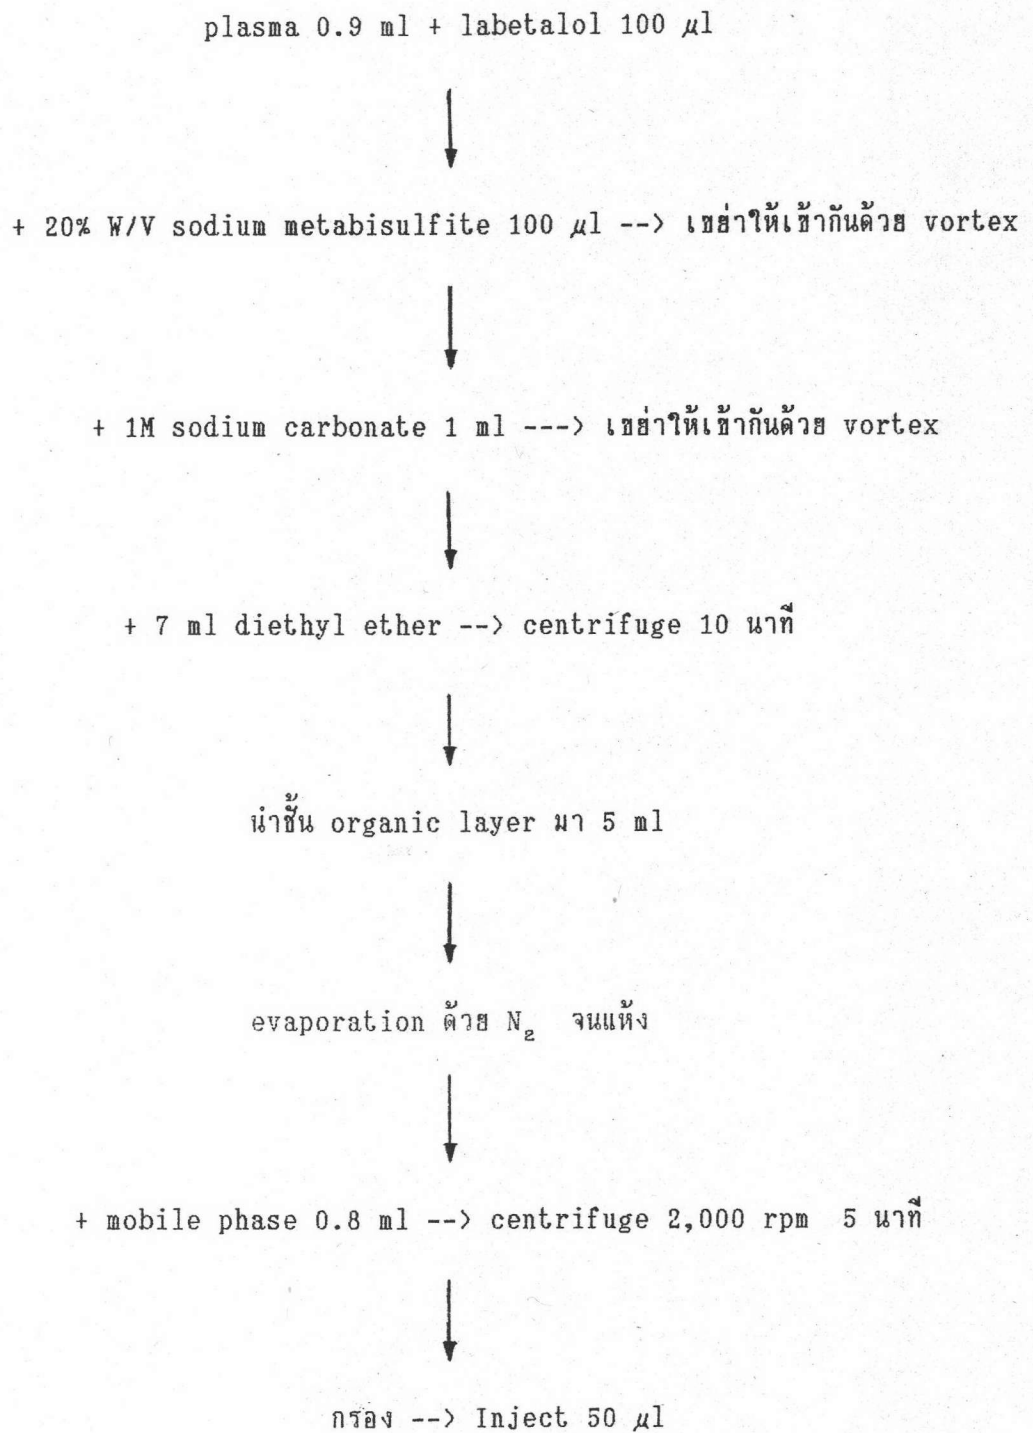 plasma 0.9 ml + labetalol 100 μl
+ 20% W/V sodium metabisulfite 100 μl --> เขย่าให้เข้ากันด้วย vortex
+ 1M sodium carbonate 1 ml ---> เขย่าให้เข้ากันด้วย vortex
+ 7 ml diethyl ether --> centrifuge 10 นาที
นำชั้น organic layer มา 5 ml
evaporation ด้วย N₂ จนแห้ง
+ mobile phase 0.8 ml --> centrifuge 2,000 rpm 5 นาที
กรอง --> Inject 50 μl